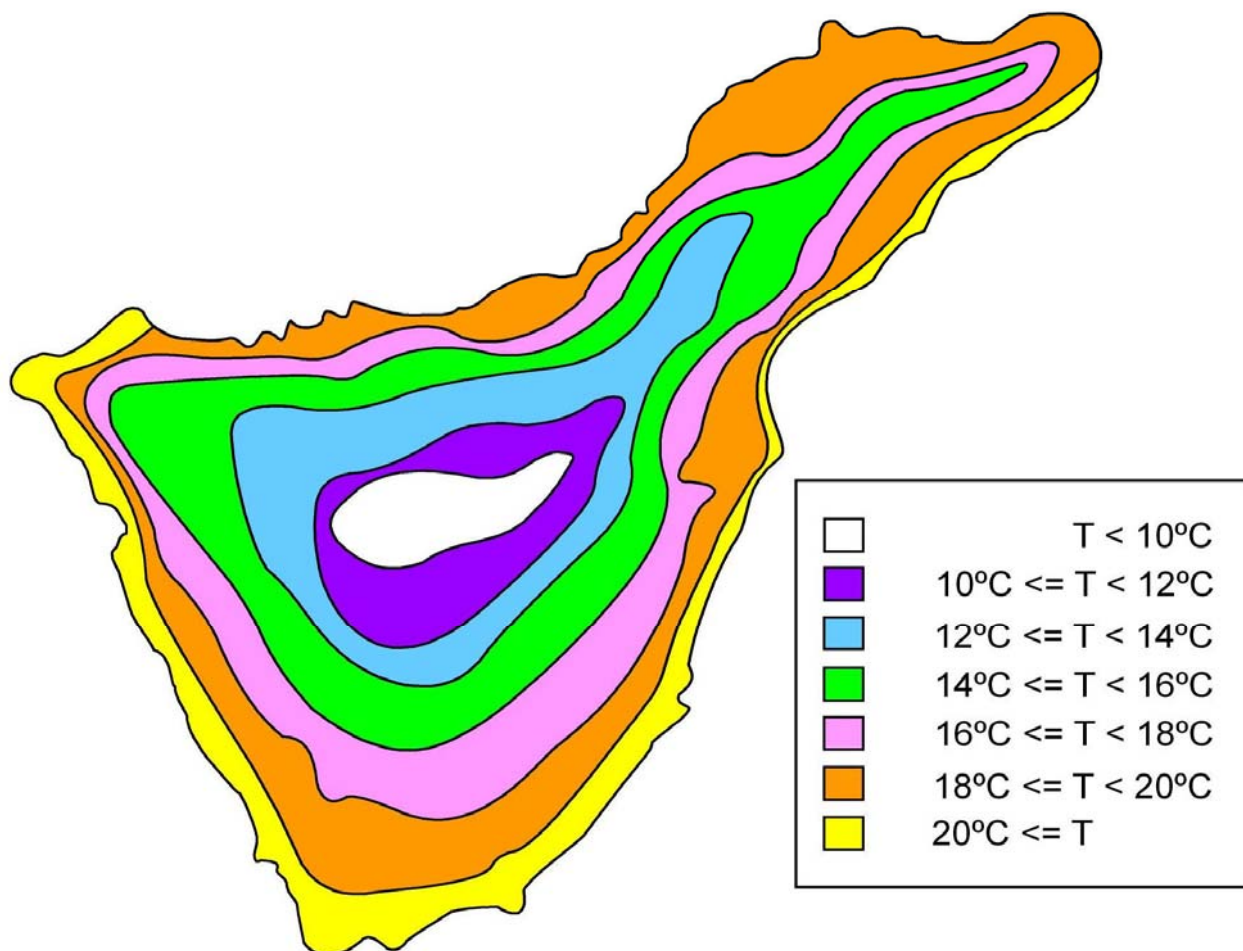 T < 10ºC
10ºC <= T < 12ºC
12ºC <= T < 14ºC
14ºC <= T < 16ºC
16ºC <= T < 18ºC
18ºC <= T < 20ºC
20ºC <= T